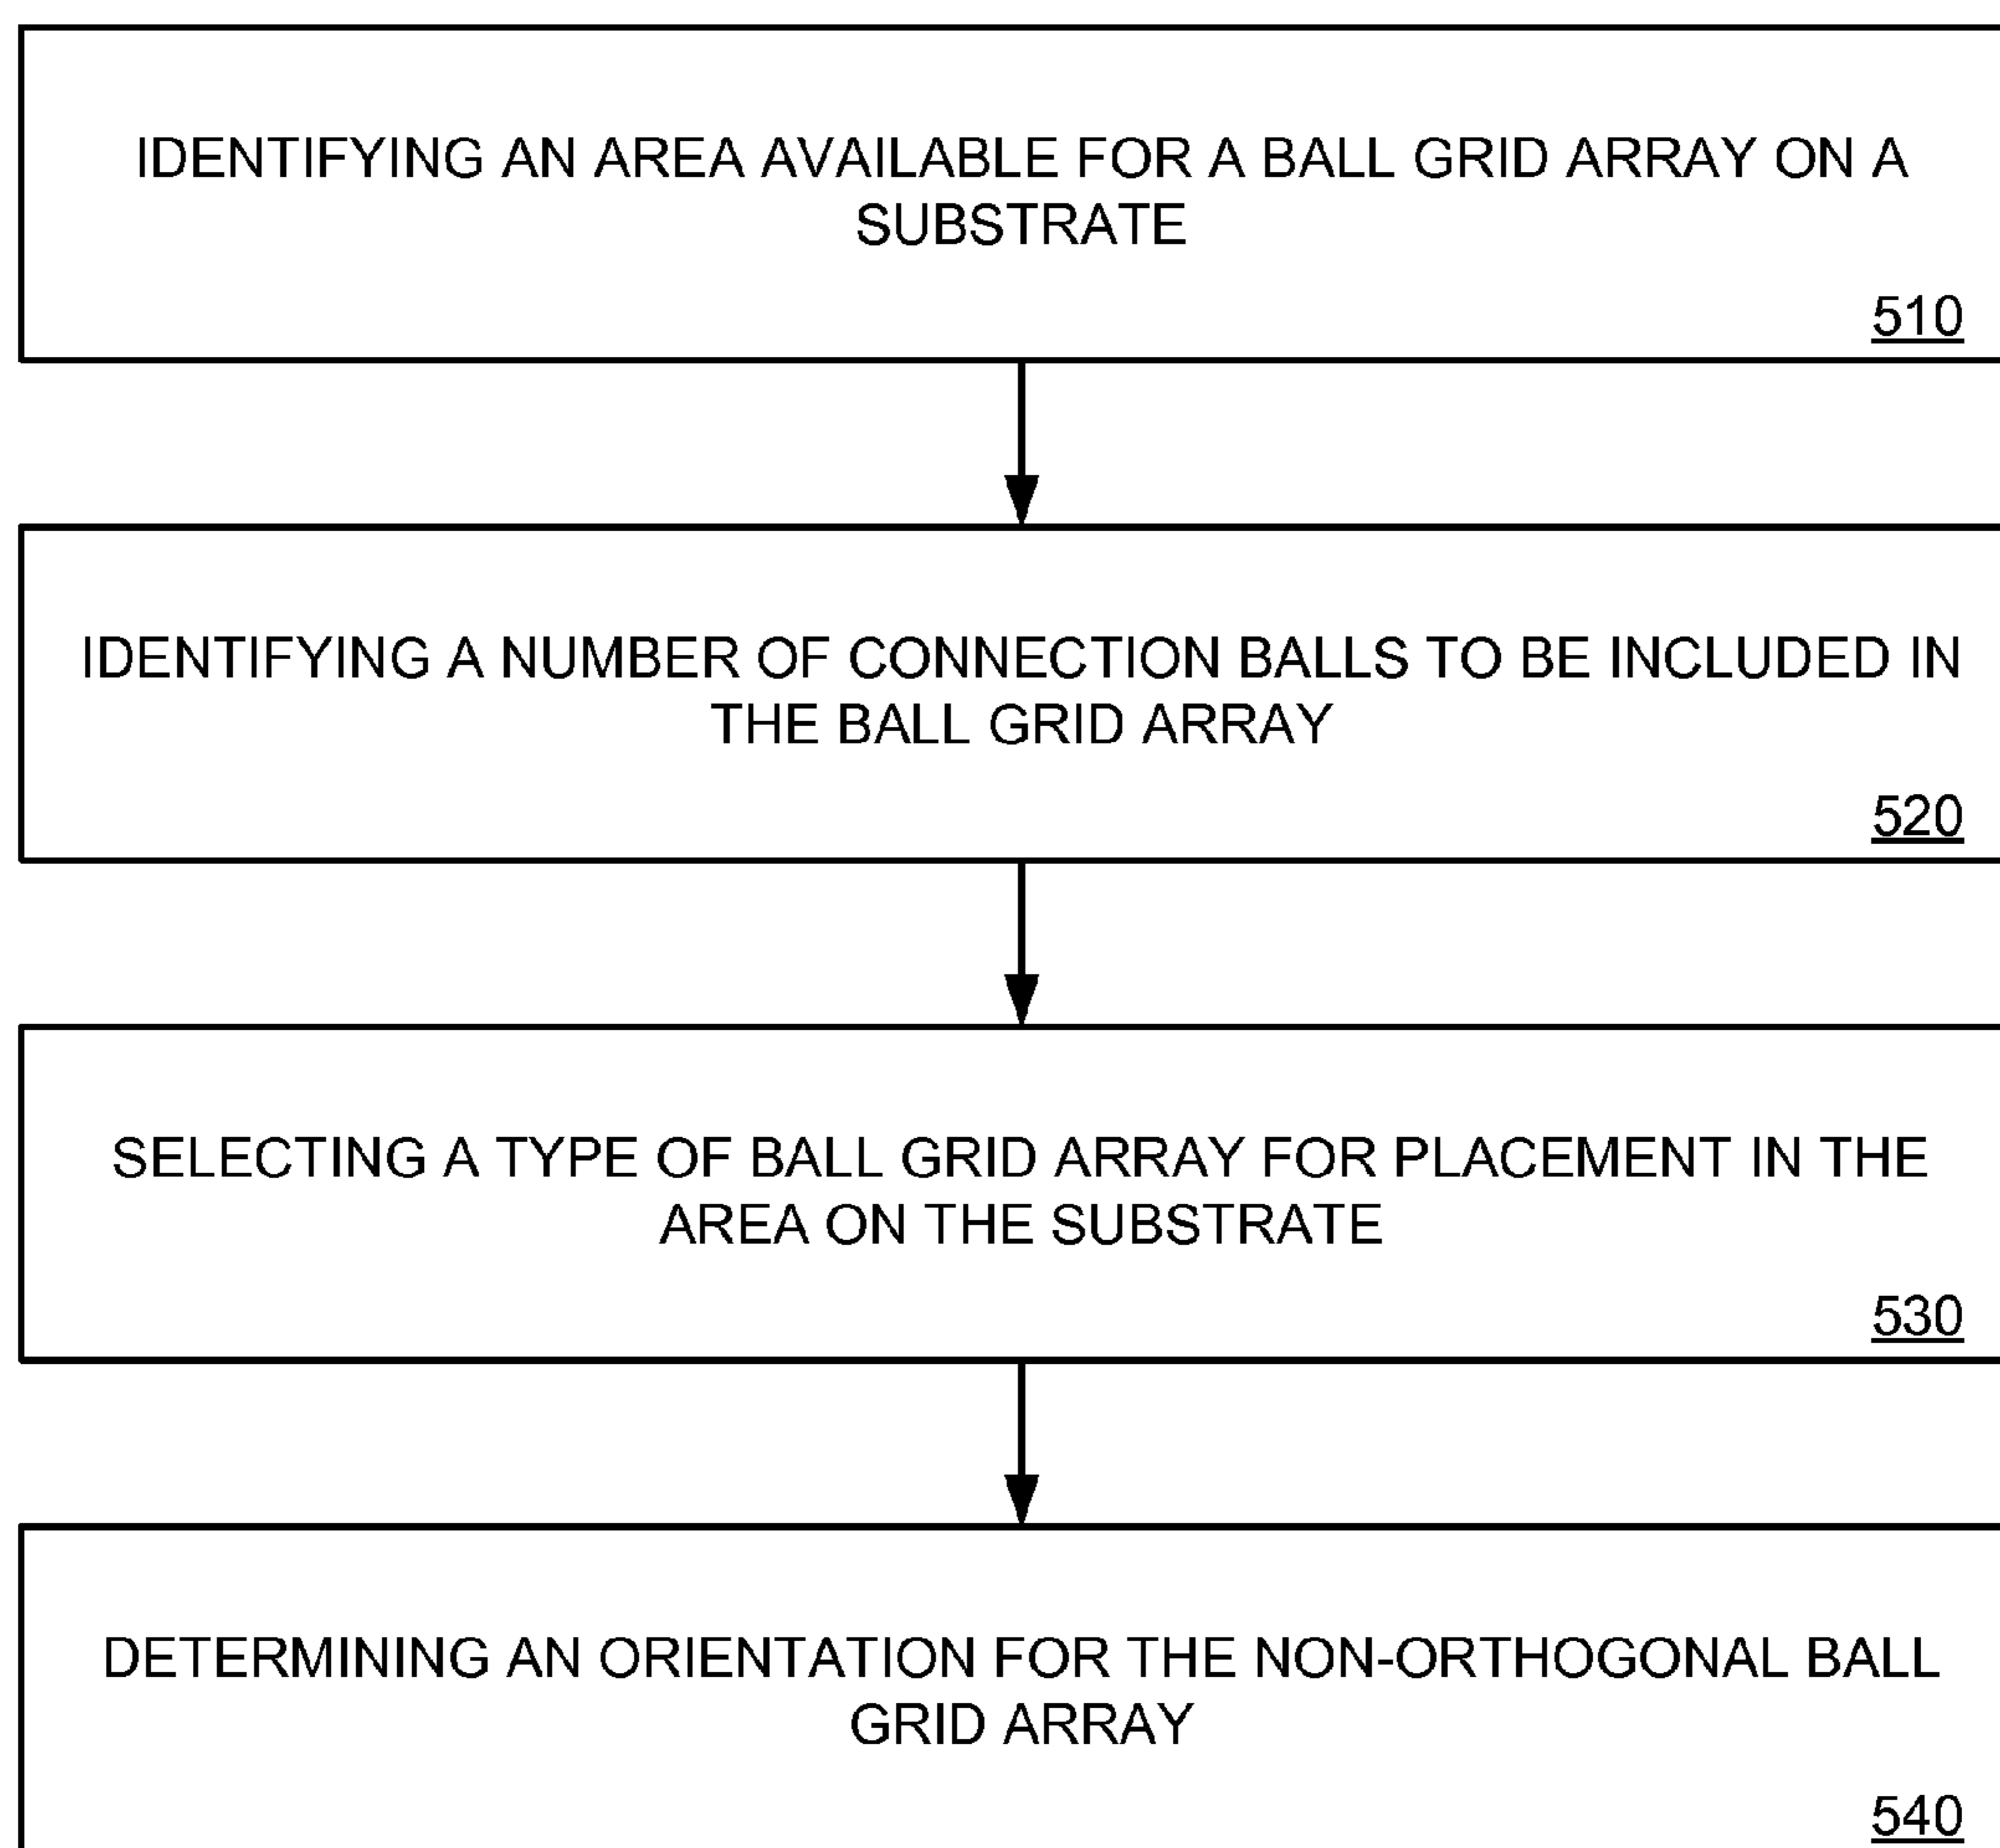 IDENTIFYING AN AREA AVAILABLE FOR A BALL GRID ARRAY ON A
SUBSTRATE
510
IDENTIFYING A NUMBER OF CONNECTION BALLS TO BE INCLUDED IN
THE BALL GRID ARRAY
520
SELECTING A TYPE OF BALL GRID ARRAY FOR PLACEMENT IN THE
AREA ON THE SUBSTRATE
530
DETERMINING AN ORIENTATION FOR THE NON-ORTHOGONAL BALL
GRID ARRAY
540